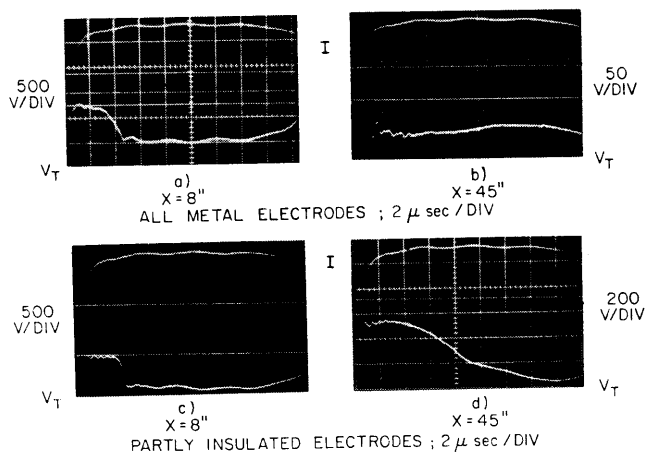 I
500
V/DIV
50
V/DIV
V_T
V_T
a)
X = 8"
b)
X = 45"
ALL METAL ELECTRODES ; 2 μ sec / DIV
I
500
V/DIV
200
V/DIV
V_T
V_T
c)
X = 8"
d)
X = 45"
PARTLY INSULATED ELECTRODES ; 2 μ sec / DIV